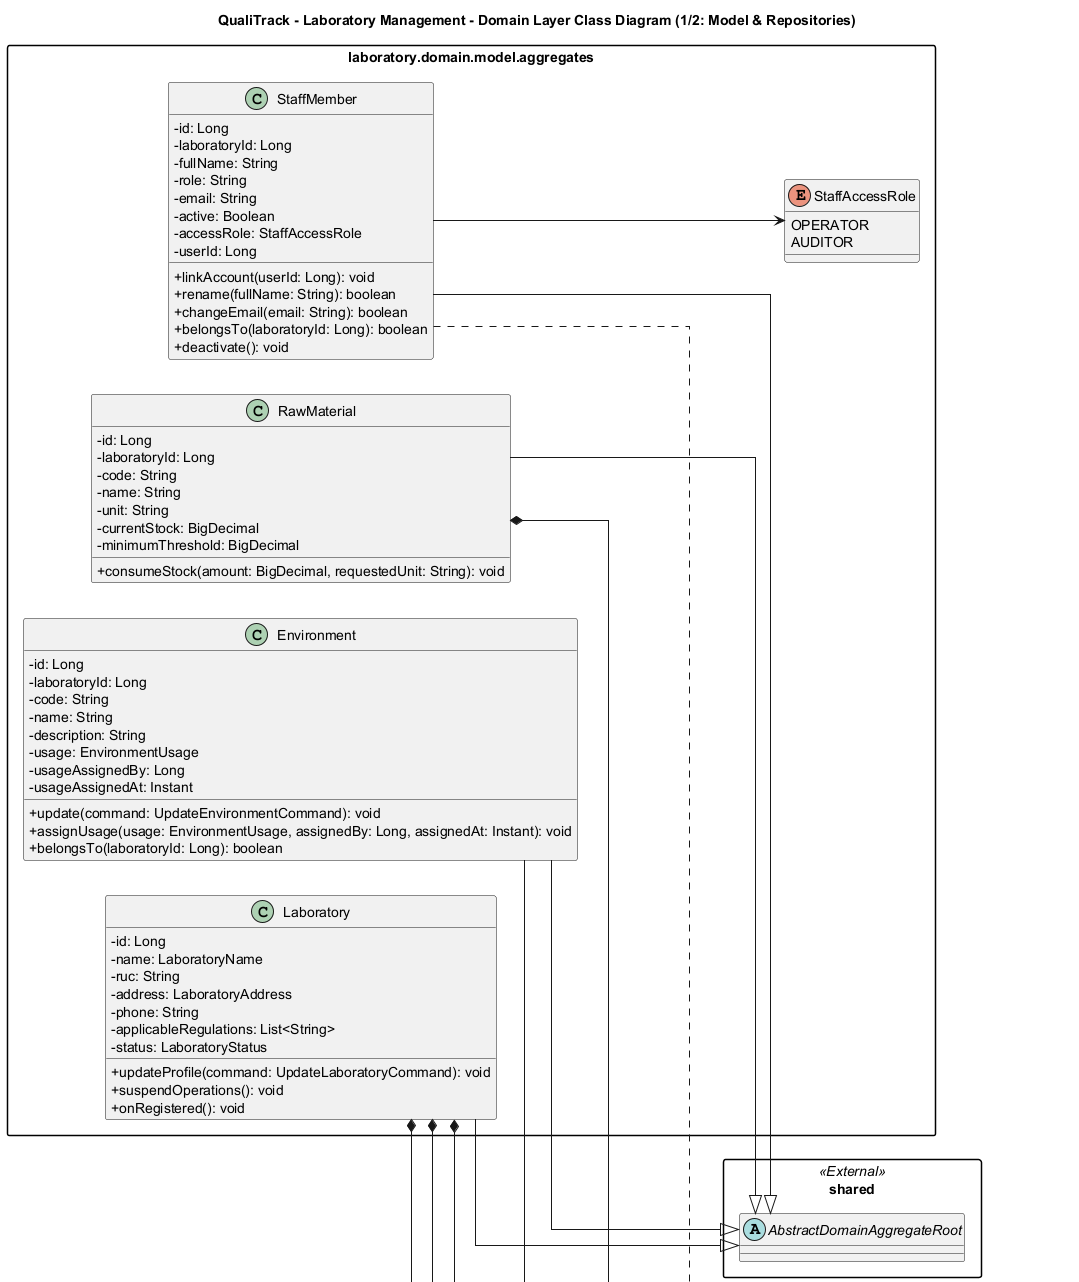 QualiTrack - Laboratory Management - Domain Layer Class Diagram (1/2: Model & Repositories)
laboratory.domain.model.aggregates
C StaffMember
-id: Long
-laboratoryId: Long
-fullName: String
-role: String
-email: String
-active: Boolean
-accessRole: StaffAccessRole
-userId: Long
+linkAccount(userId: Long): void
+rename(fullName: String): boolean
+changeEmail(email: String): boolean
+belongsTo(laboratoryId: Long): boolean
+deactivate(): void
E StaffAccessRole
OPERATOR
AUDITOR
C RawMaterial
-id: Long
-laboratoryId: Long
-code: String
-name: String
-unit: String
-currentStock: BigDecimal
-minimumThreshold: BigDecimal
+consumeStock(amount: BigDecimal, requestedUnit: String): void
C Environment
-id: Long
-laboratoryId: Long
-code: String
-name: String
-description: String
-usage: EnvironmentUsage
-usageAssignedBy: Long
-usageAssignedAt: Instant
+update(command: UpdateEnvironmentCommand): void
+assignUsage(usage: EnvironmentUsage, assignedBy: Long, assignedAt: Instant): void
+belongsTo(laboratoryId: Long): boolean
C Laboratory
-id: Long
-name: LaboratoryName
-ruc: String
-address: LaboratoryAddress
-phone: String
-applicableRegulations: List<String>
-status: LaboratoryStatus
+updateProfile(command: UpdateLaboratoryCommand): void
+suspendOperations(): void
+onRegistered(): void
«External»
shared
A AbstractDomainAggregateRoot